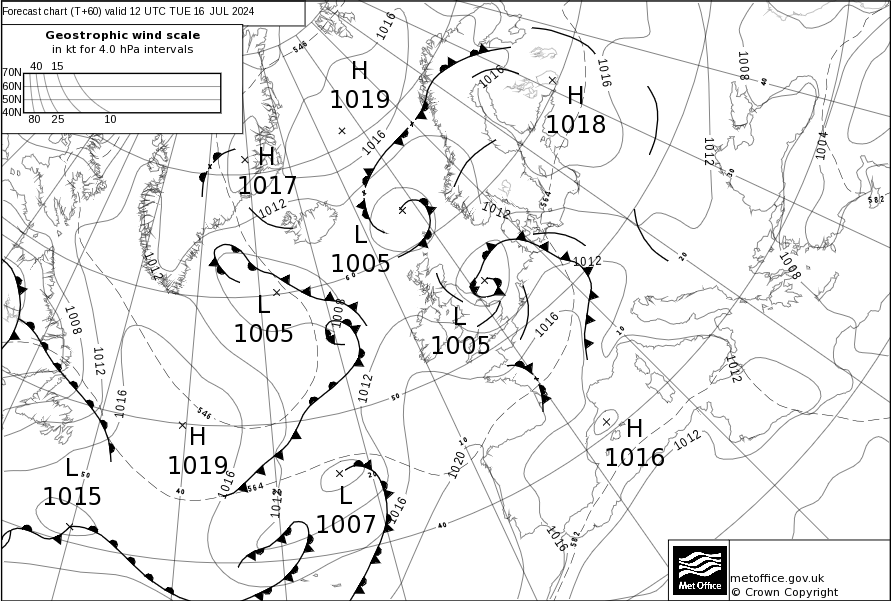 Forecast chart (T+60) valid 12 UTC TUE 16 JUL 2024
Geostrophic wind scale
in kt for 4.0 hPa intervals
40 15
70N
60N
50N
40N
80 25 10
546
1016
H
1019
1016
1016
H
1018
1008
40
1004
1016
H
1017
1012
30
582
1012
564
1012
L
1005
1012
20
1008
1012
60
L
1005
1008
L
1005
1016
10
1008
1012
1012
1012
1016
50
546
H
1019
H
1016
1012
10
1020
L
1015
50
1016
40
564
20
1012
L
1007
20
1016
40
1016
582
Met Office
metoffice.gov.uk
© Crown Copyright